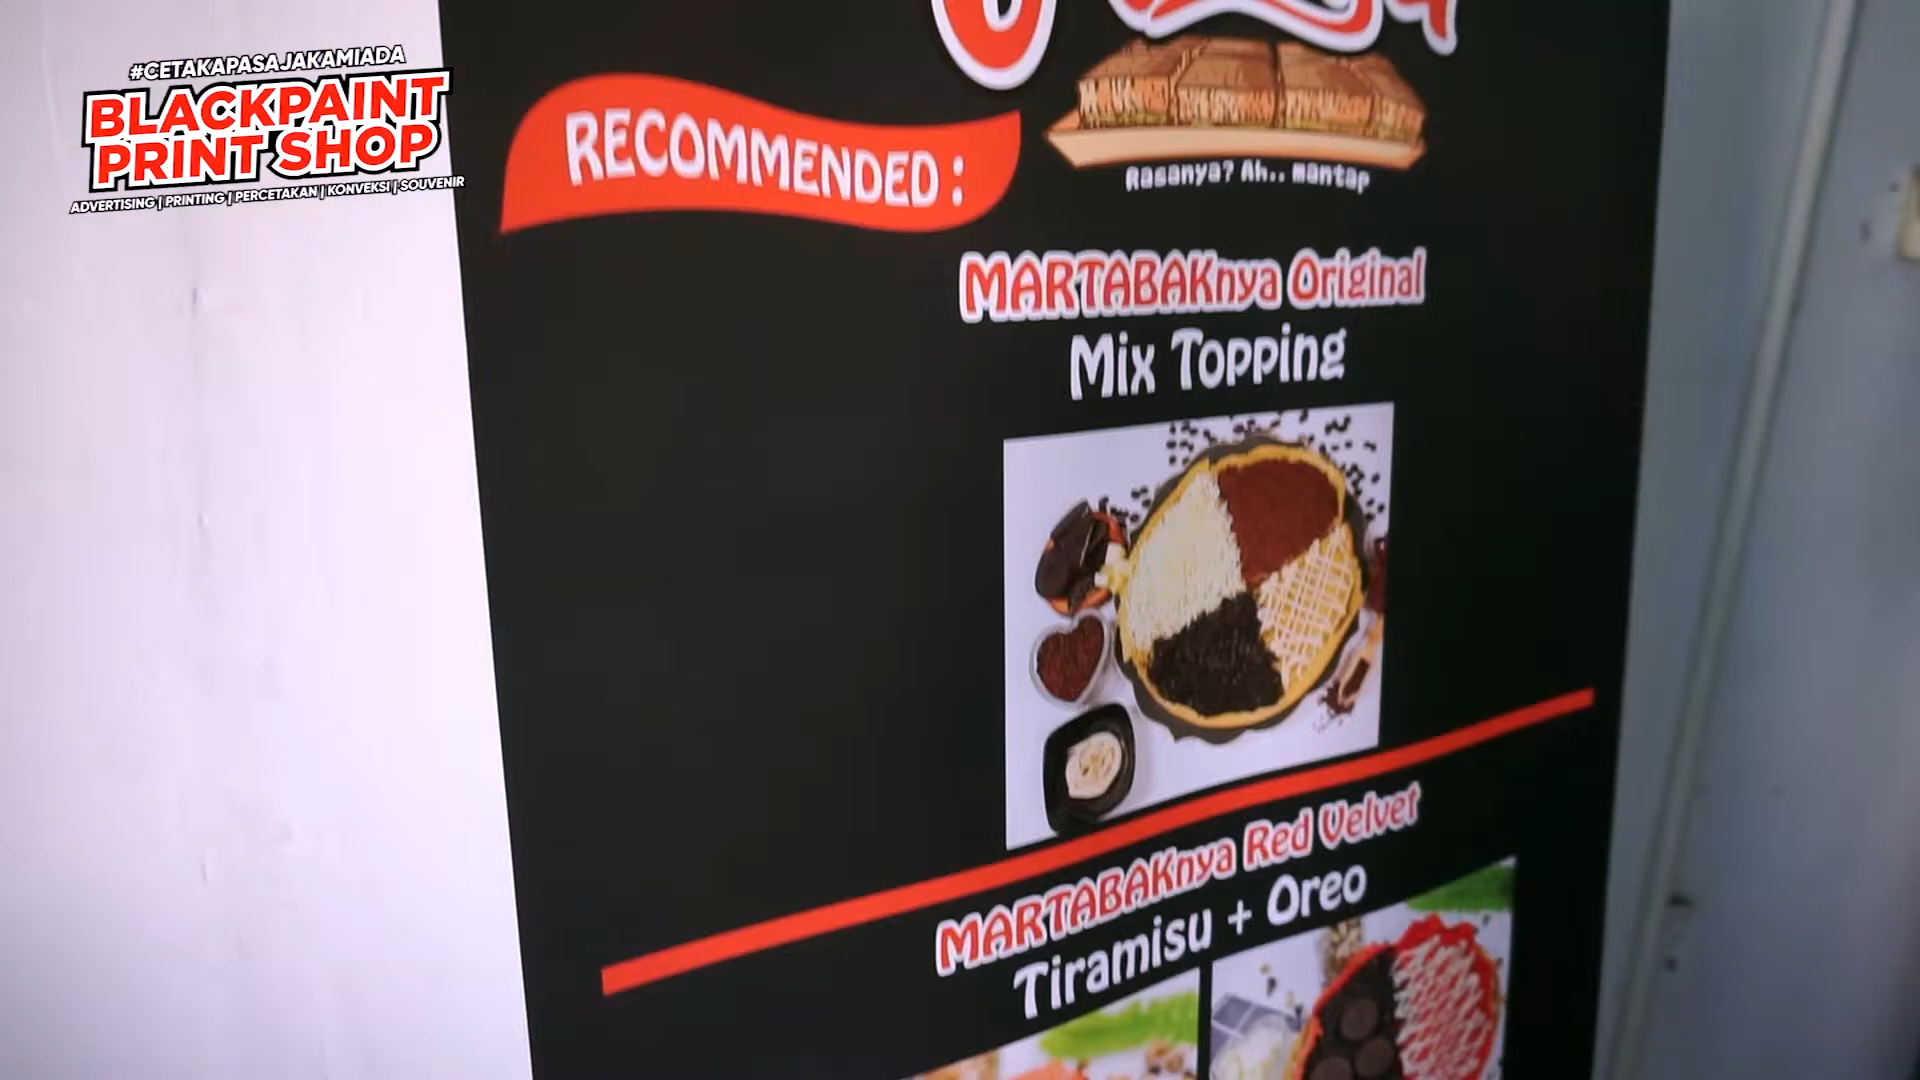 #CETAKAPASAJAKAMIADA
BLACKPAINT
PRINT SHOP
ADVERTISING | PRINTING | PERCETAKAN | KONVEKSI | SOUVENIR
RECOMMENDED :
Rasanya? Ah.. mantap
MARTABAKnya Original
Mix Topping
MARTABAKnya Red Velvet
Tiramisu + Oreo